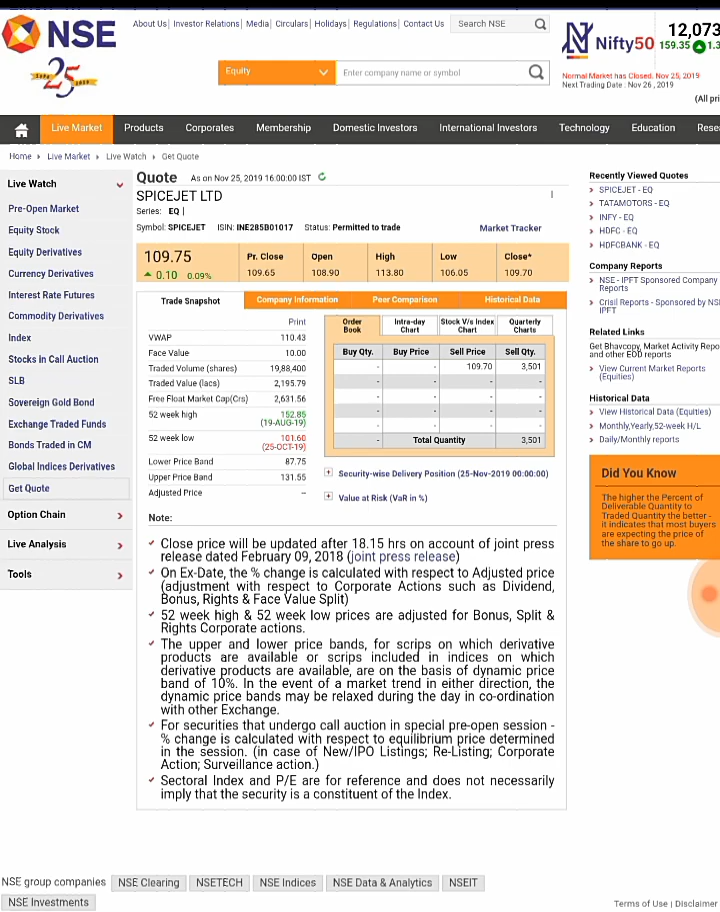 NSE
About Us | Investor Relations | Media | Circulars | Holidays | Regulations | Contact Us
Search NSE
Nifty50
12,073
159.35
Normal Market has Closed. Nov 25, 2019
Next Trading Date : Nov 26 , 2019
25
Equity
Enter company name or symbol
(All pri
Live Market Products Corporates Membership Domestic Investors International Investors Technology Education Rese
Home Live Market Live Watch Get Quote
Live Watch
Pre-Open Market
Equity Stock
Equity Derivatives
Currency Derivatives
Interest Rate Futures
Commodity Derivatives
Index
Stocks in Call Auction
SLB
Sovereign Gold Bond
Exchange Traded Funds
Bonds Traded in CM
Global Indices Derivatives
Get Quote
Option Chain
Live Analysis
Tools
Quote As on Nov 25, 2019 16:00:00 IST
SPICEJET LTD
Series: EQ |
Symbol: SPICEJET ISIN: INE285B01017 Status: Permitted to trade
Market Tracker
109.75 Pr. Close Open High Low Close*
0.10 0.09% 109.65 108.90 113.80 106.05 109.70
Trade Snapshot Company Information Peer Comparison Historical Data
Print
VWAP 110.43
Face Value 10.00
Traded Volume (shares) 19,88,400
Traded Value (lacs) 2,195.79
Free Float Market Cap(Crs) 2,631.56
52 week high 152.85
(19-AUG-19)
52 week low 101.60
(25-OCT-19)
Lower Price Band 87.75
Upper Price Band 131.55
Adjusted Price --
Order Book
Intra-day Chart
Stock V/s Index Chart
Quarterly Charts
Buy Qty. Buy Price Sell Price Sell Qty.
- - 109.70 3,501
- - - -
- - - -
- - - -
- - - -
- Total Quantity 3,501
Security-wise Delivery Position (25-Nov-2019 00:00:00)
Value at Risk (VaR in %)
Note:
Close price will be updated after 18.15 hrs on account of joint press
release dated February 09, 2018 (joint press release)
On Ex-Date, the % change is calculated with respect to Adjusted price
(adjustment with respect to Corporate Actions such as Dividend,
Bonus, Rights & Face Value Split)
52 week high & 52 week low prices are adjusted for Bonus, Split &
Rights Corporate actions.
The upper and lower price bands, for scrips on which derivative
products are available or scrips included in indices on which
derivative products are available, are on the basis of dynamic price
band of 10%. In the event of a market trend in either direction, the
dynamic price bands may be relaxed during the day in co-ordination
with other Exchange.
For securities that undergo call auction in special pre-open session -
% change is calculated with respect to equilibrium price determined
in the session. (in case of New/IPO Listings; Re-Listing; Corporate
Action; Surveillance action.)
Sectoral Index and P/E are for reference and does not necessarily
imply that the security is a constituent of the Index.
Recently Viewed Quotes
SPICEJET - EQ
TATAMOTORS - EQ
INFY - EQ
HDFC - EQ
HDFCBANK - EQ
Company Reports
NSE - IPFT Sponsored Company
Reports
Crisil Reports - Sponsored by NS
IPFT
Related Links
Get Bhavcopy, Market Activity Repo
and other EOD reports
View Current Market Reports
(Equities)
Historical Data
View Historical Data (Equities)
Monthly,Yearly,52-week H/L
Daily/Monthly reports
Did You Know
The higher the Percent of
Deliverable Quantity to
Traded Quantity the better -
it indicates that most buyers
are expecting the price of
the share to go up.
NSE group companies NSE Clearing NSETECH NSE Indices NSE Data & Analytics NSEIT
NSE Investments
Terms of Use | Disclaimer